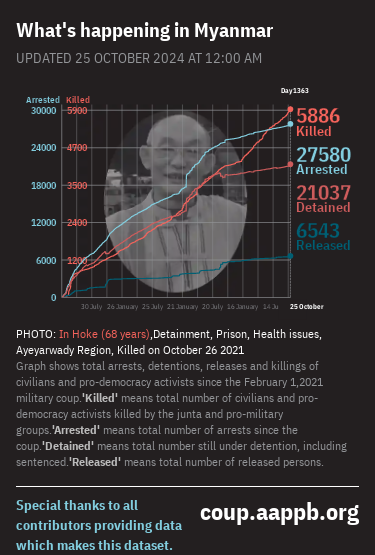 What's happening in Myanmar
UPDATED 25 OCTOBER 2024 AT 12:00 AM
Day1363
Arrested Killed
30000 5900
24000 4700
18000 3500
12000 2400
6000 1200
0
5886
Killed
27580
Arrested
21037
Detained
6543
Released
30 July 26 January 25 July 21 January 20 July 16 January 14 Ju 25 October
PHOTO: In Hoke (68 years),Detainment, Prison, Health issues,
Ayeyarwady Region, Killed on October 26 2021
Graph shows total arrests, detentions, releases and killings of
civilians and pro-democracy activists since the February 1,2021
military coup.'Killed' means total number of civilians and pro-
democracy activists killed by the junta and pro-military
groups.'Arrested' means total number of arrests since the
coup.'Detained' means total number still under detention, including
sentenced.'Released' means total number of released persons.
Special thanks to all
contributors providing data
which makes this dataset.
coup.aappb.org